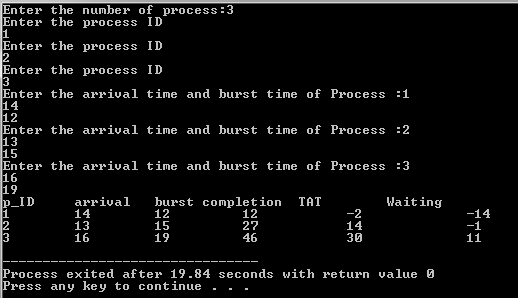 Enter the number of process:3
Enter the process ID
1
Enter the process ID
2
Enter the process ID
3
Enter the arrival time and burst time of Process :1
14
12
Enter the arrival time and burst time of Process :2
13
15
Enter the arrival time and burst time of Process :3
16
19
p_ID arrival burst completion TAT Waiting
1 14 12 12 -2 -14
2 13 15 27 14 -1
3 16 19 46 30 11
--------------------------------
Process exited after 19.84 seconds with return value 0
Press any key to continue . . .